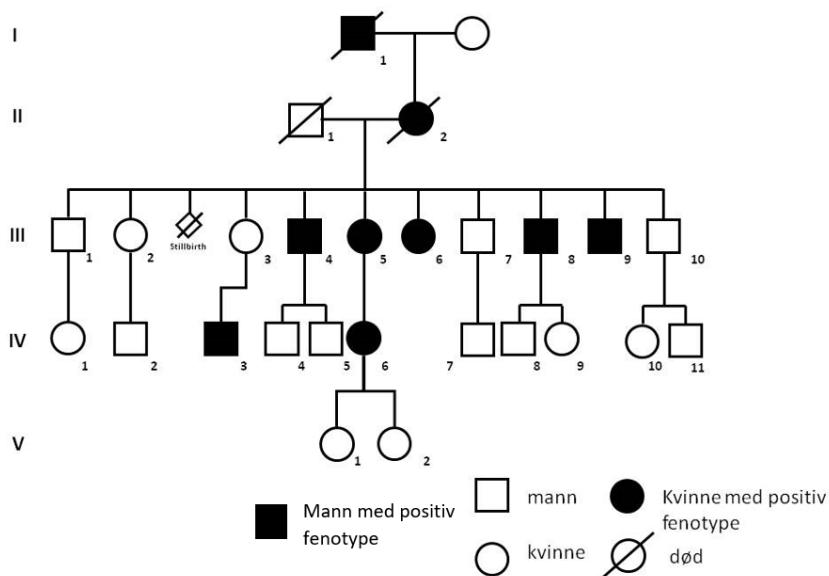 I
1
II
1
2
III
1
2
Stillbirth
3
4
5
6
7
8
9
10
IV
1
2
3
4
5
6
7
8
9
10
11
V
1
2
Mann med positiv
fenotype
mann
kvinne
Kvinne med positiv
fenotype
død